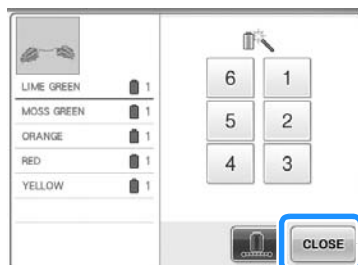 LIME GREEN 1
MOSS GREEN 1
ORANGE 1
RED 1
YELLOW 1
6 1
5 2
4 3
CLOSE